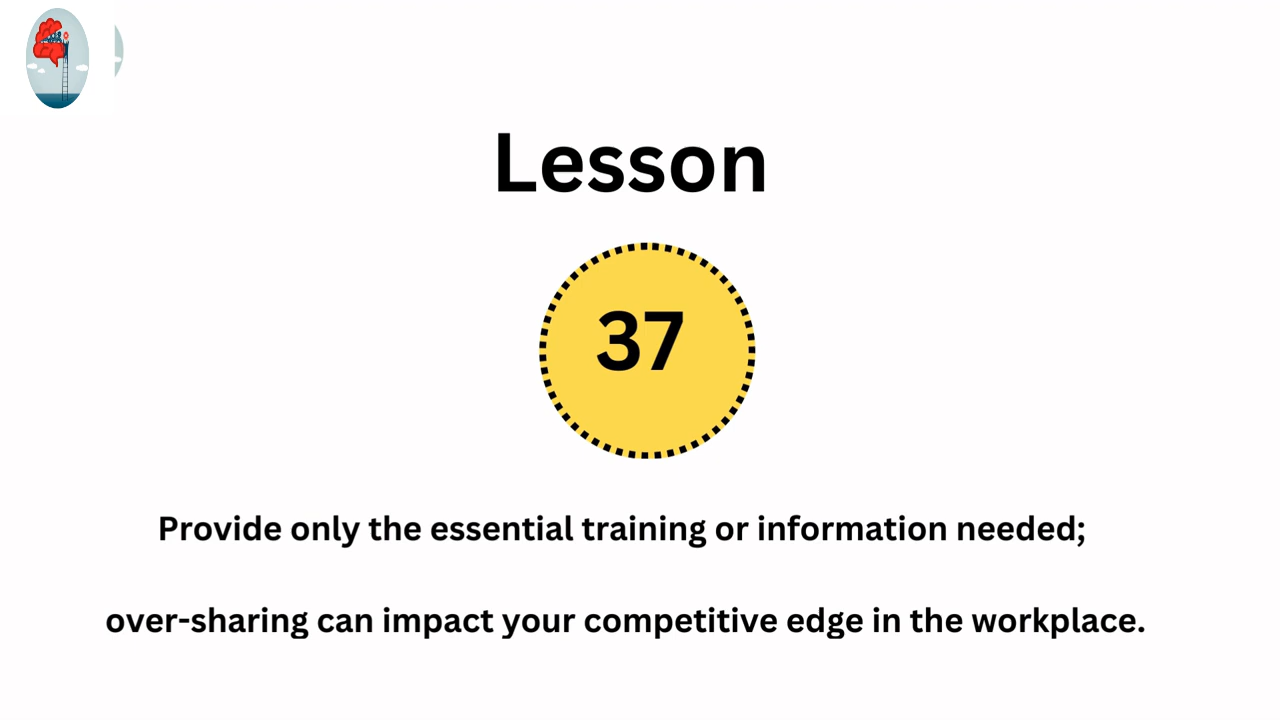 Lesson
37
Provide only the essential training or information needed;
over-sharing can impact your competitive edge in the workplace.